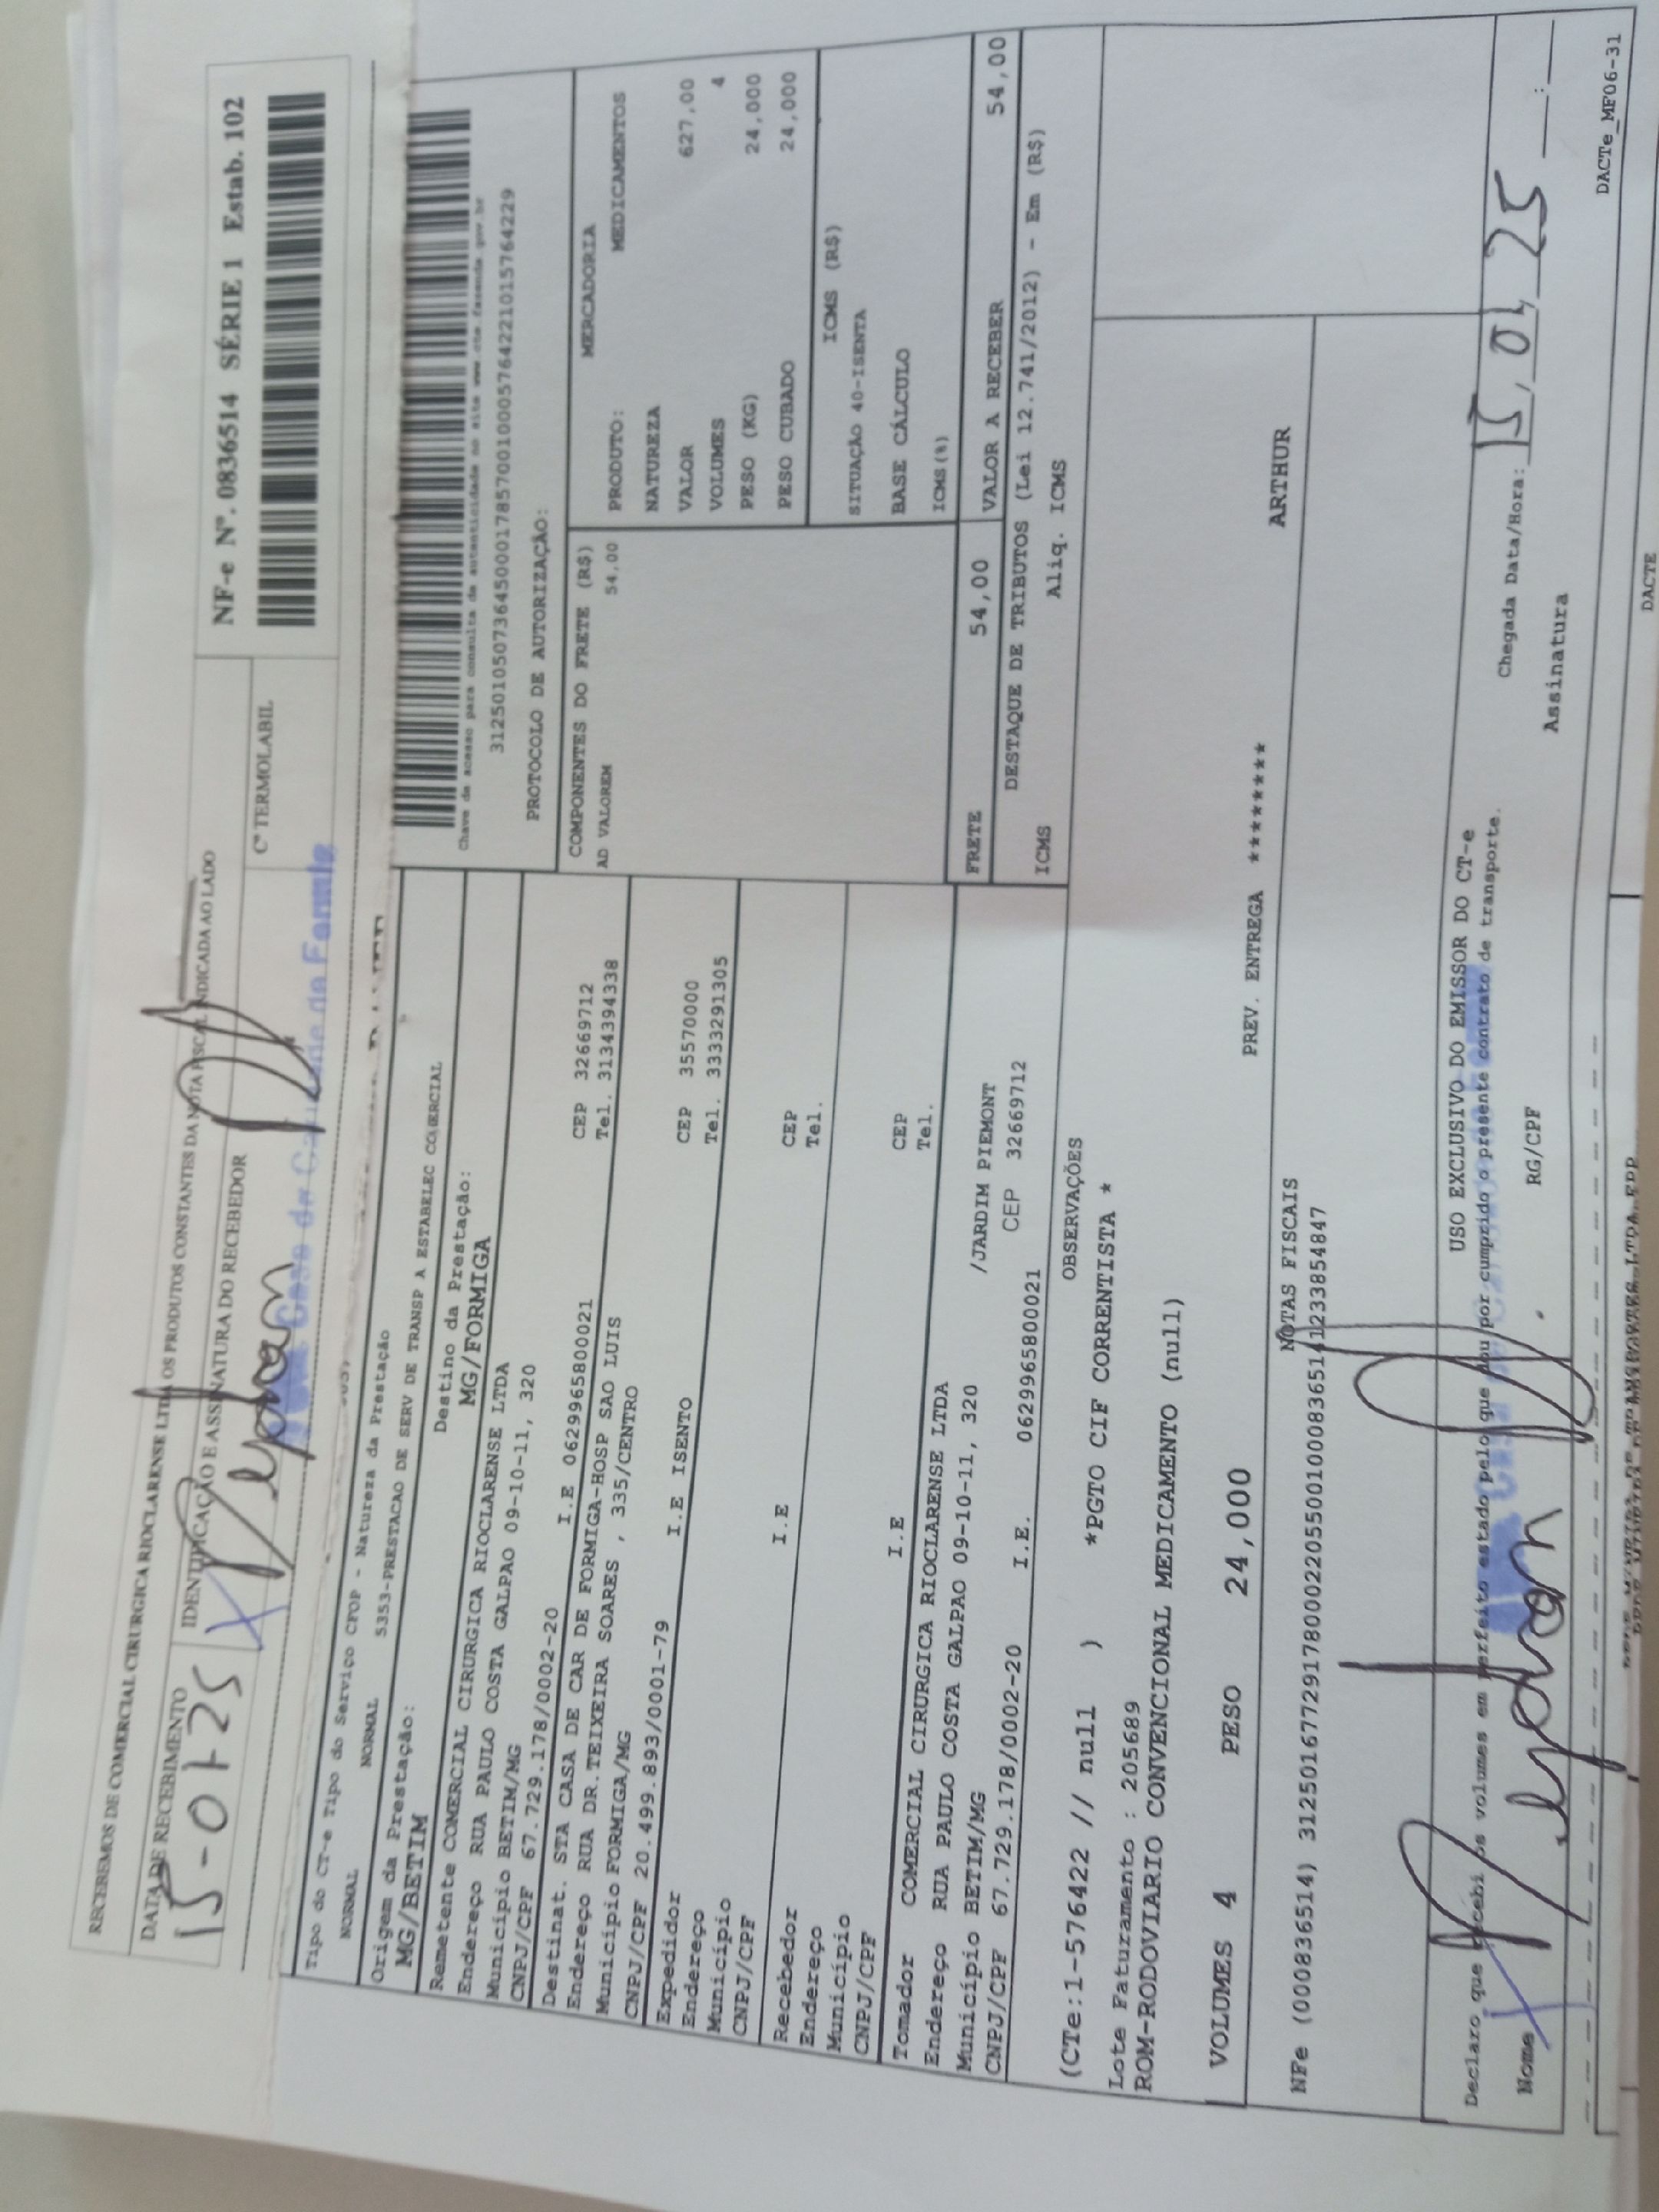 RECEBEREMOS DE COMERCIAL CIRURGICA RIOCLARENSE LTDA OS PRODUTOS CONSTANTES DA NOTA FISCAL INDICADA AO LADO
NF-e Nº. 0836514 SÉRIE 1 Estab. 102
DATA DE RECEBIMENTO
IDENTIFICAÇÃO E ASSINATURA DO RECEBEDOR
Cº TERMOLABIL
15-01-25
Tipo do CT-e Tipo do Serviço CFOP - Natureza da Prestação
NORMAL NORMAL 5353-PRESTACAO DE SERV DE TRANSP A ESTABELEC COMERCIAL
Origem da Prestação: Destino da Prestação:
MG/BETIM MG/FORMIGA
Chave de acesso para consulta da autenticidade no site www.cte.fazenda.gov.br
31250105073645000178570010005764221015764229
PROTOCOLO DE AUTORIZAÇÃO:
Remetente COMERCIAL CIRURGICA RIOCLARENSE LTDA
Endereço RUA PAULO COSTA GALPAO 09-10-11, 320
Município BETIM/MG CEP 32669712
CNPJ/CPF 67.729.178/0002-20 I.E 0629965800021 Tel. 3134394338
Destinat. STA CASA DE CAR DE FORMIGA-HOSP SAO LUIS
Endereço RUA DR.TEIXEIRA SOARES , 335/CENTRO
Município FORMIGA/MG CEP 35570000
CNPJ/CPF 20.499.893/0001-79 I.E ISENTO Tel. 3333291305
Expedidor
Endereço
Município CEP
CNPJ/CPF I.E Tel.
Recebedor
Endereço
Município CEP
CNPJ/CPF I.E Tel.
Tomador COMERCIAL CIRURGICA RIOCLARENSE LTDA
Endereço RUA PAULO COSTA GALPAO 09-10-11, 320 /JARDIM PIEMONT
Município BETIM/MG CEP 32669712
CNPJ/CPF 67.729.178/0002-20 I.E. 0629965800021
COMPONENTES DO FRETE (R$)
AD VALOREM 54,00
MERCADORIA
PRODUTO: MEDICAMENTOS
NATUREZA
VALOR 627,00
VOLUMES 4
PESO (KG) 24,000
PESO CUBADO 24,000
ICMS (R$)
SITUAÇÃO 40-ISENTA
BASE CÁLCULO
ICMS(%)
FRETE 54,00 VALOR A RECEBER 54,00
DESTAQUE DE TRIBUTOS (Lei 12.741/2012) - Em (R$)
ICMS Aliq. ICMS
OBSERVAÇÕES
(CTe:1-576422 // null ) *PGTO CIF CORRENTISTA *
Lote Faturamento : 205689
ROM-RODOVIARIO CONVENCIONAL MEDICAMENTO (null)
VOLUMES 4 PESO 24,000 PREV. ENTREGA ******** ARTHUR
NOTAS FISCAIS
NFe (000836514) 31250167729178000220550010008365141233854847
USO EXCLUSIVO DO EMISSOR DO CT-e
Declaro que recebi os volumes em perfeito estado pelo que dou por cumprido o presente contrato de transporte.
Chegada Data/Hora: 15, 01, 25 :
Nome RG/CPF Assinatura
DACTe_MF06-31
DACTE